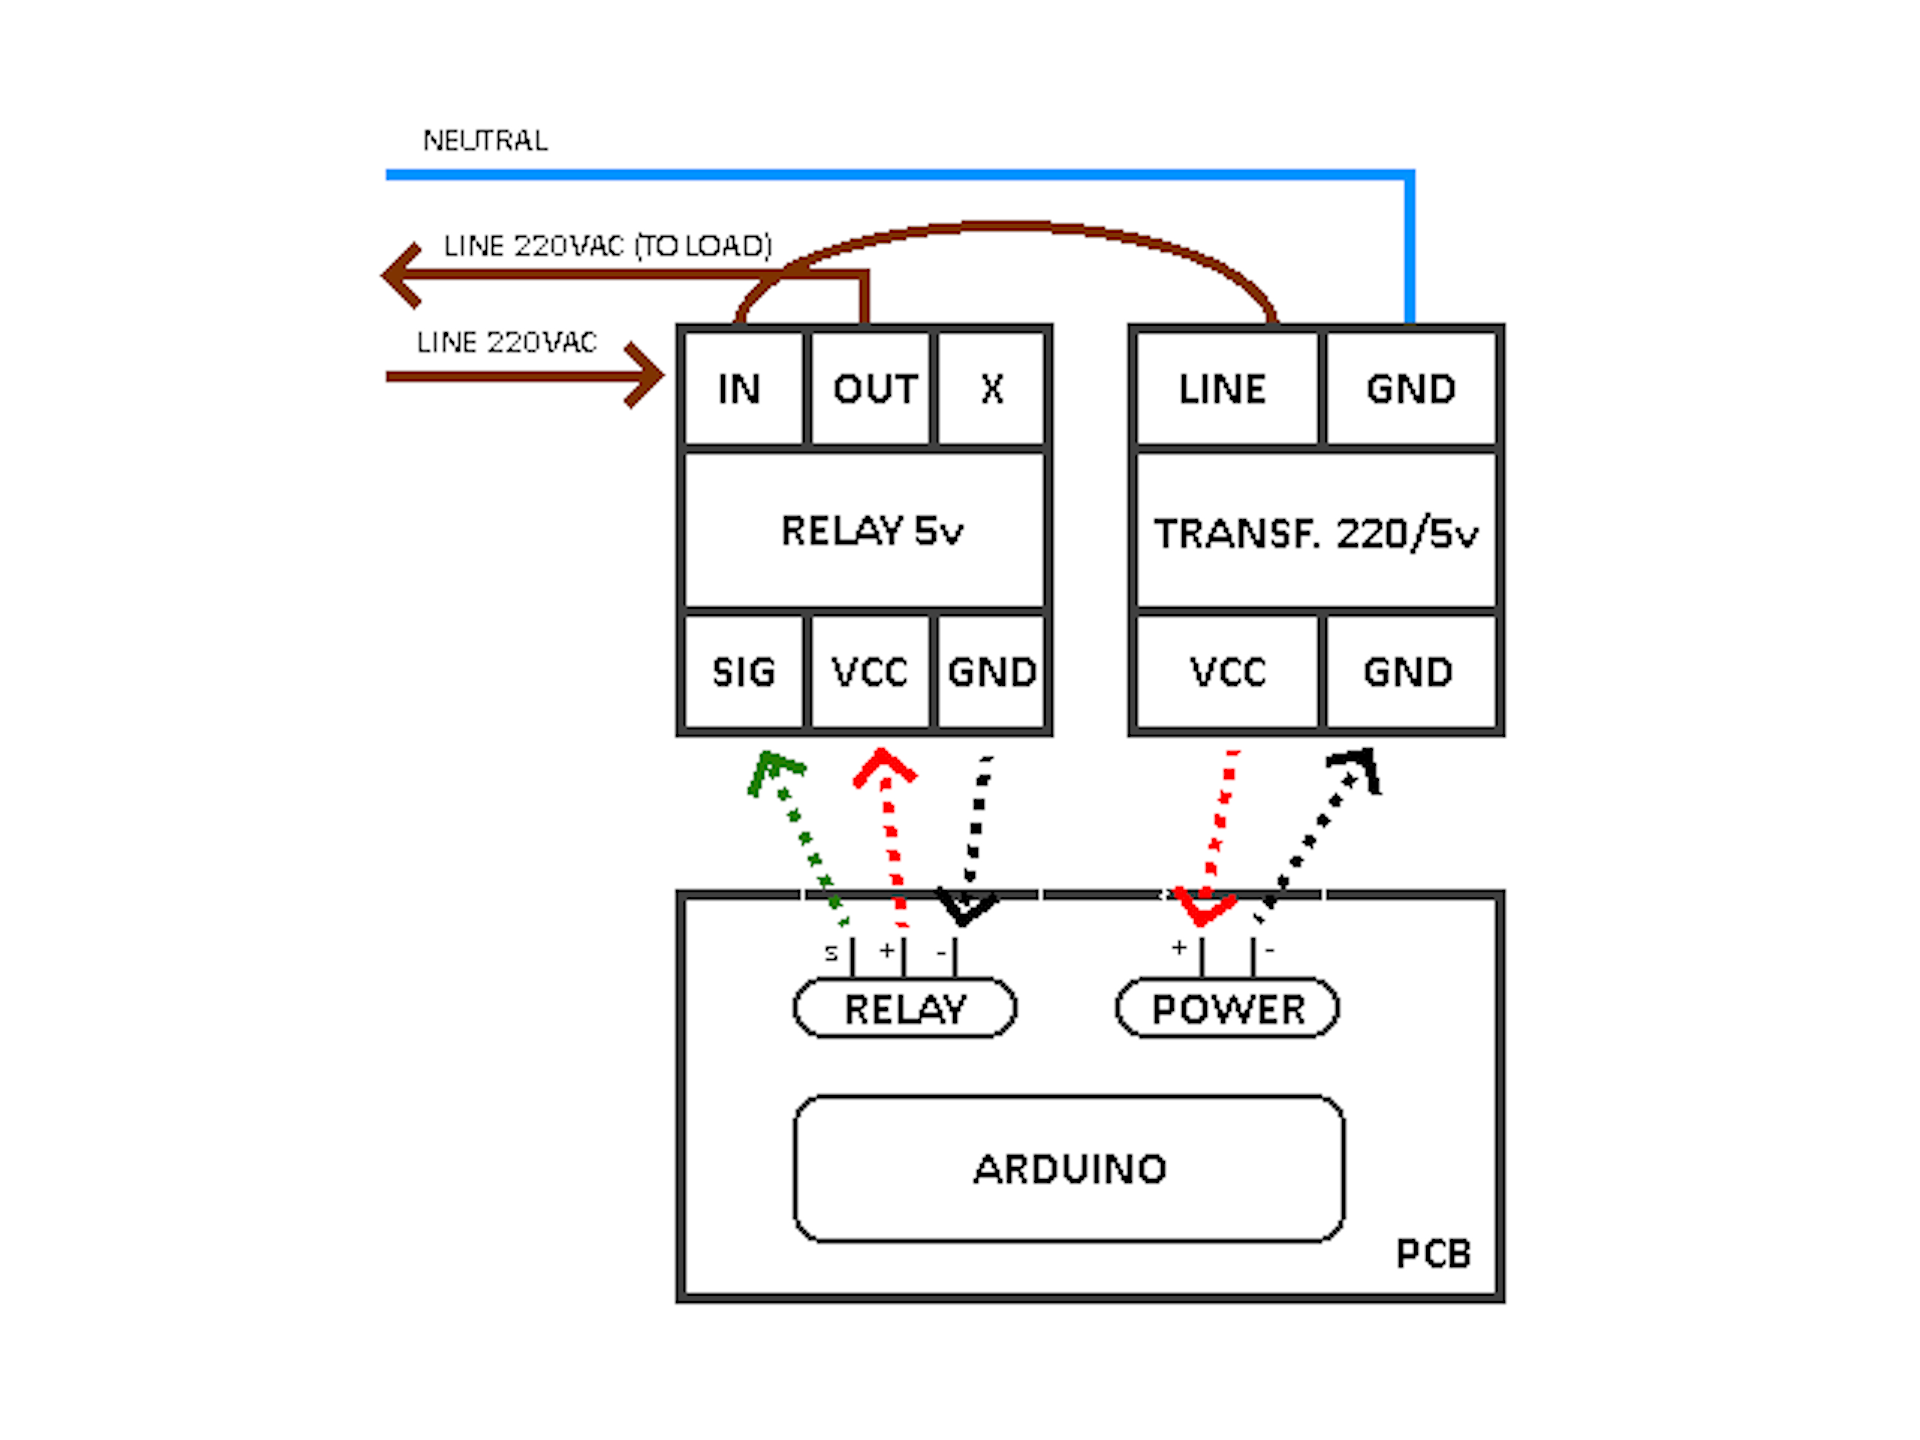 NEUTRAL
LINE 220VAC (TO LOAD)
LINE 220VAC
IN OUT X
LINE GND
RELAY 5v
TRANSF. 220/5v
SIG VCC GND
VCC GND
s + -
+ -
RELAY
POWER
ARDUINO
PCB